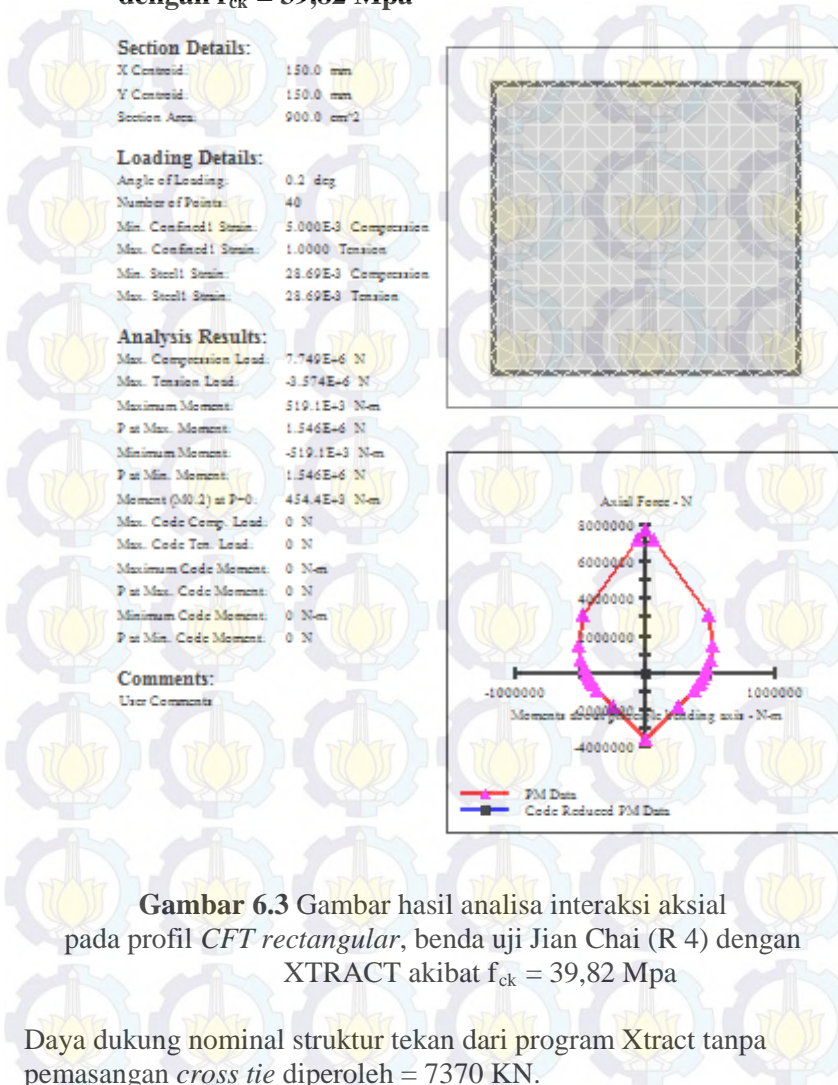 dengan fck = 39,82 Mpa
Section Details:
X Centroid: 150.0 mm
Y Centroid: 150.0 mm
Section Area: 900.0 cm^2
Loading Details:
Angle of Loading: 0.2 deg
Number of Points: 40
Min. Confined1 Strain: 5.000E-3 Compression
Max. Confined1 Strain: 1.0000 Tension
Min. Steel1 Strain: 28.69E-3 Compression
Max. Steel1 Strain: 28.69E-3 Tension
Analysis Results:
Max. Compression Load: 7.749E+6 N
Max. Tension Load: -3.574E+6 N
Maximum Moment: 519.1E+3 N-m
P at Max. Moment: 1.546E+6 N
Minimum Moment: -519.1E+3 N-m
P at Min. Moment: 1.546E+6 N
Moment (M0.2) at P=0: 454.4E+3 N-m
Max. Code Comp. Load: 0 N
Max. Code Ten. Load: 0 N
Maximum Code Moment: 0 N-m
P at Max. Code Moment: 0 N
Minimum Code Moment: 0 N-m
P at Min. Code Moment: 0 N
Comments:
User Comments
Axial Force - N
8000000
6000000
4000000
2000000
-1000000
1000000
-2000000
Moments about principle bending axis - N-m
-4000000
PM Data
Code Reduced PM Data
Gambar 6.3 Gambar hasil analisa interaksi aksial
pada profil CFT rectangular, benda uji Jian Chai (R 4) dengan
XTRACT akibat fck = 39,82 Mpa
Daya dukung nominal struktur tekan dari program Xtract tanpa
pemasangan cross tie diperoleh = 7370 KN.